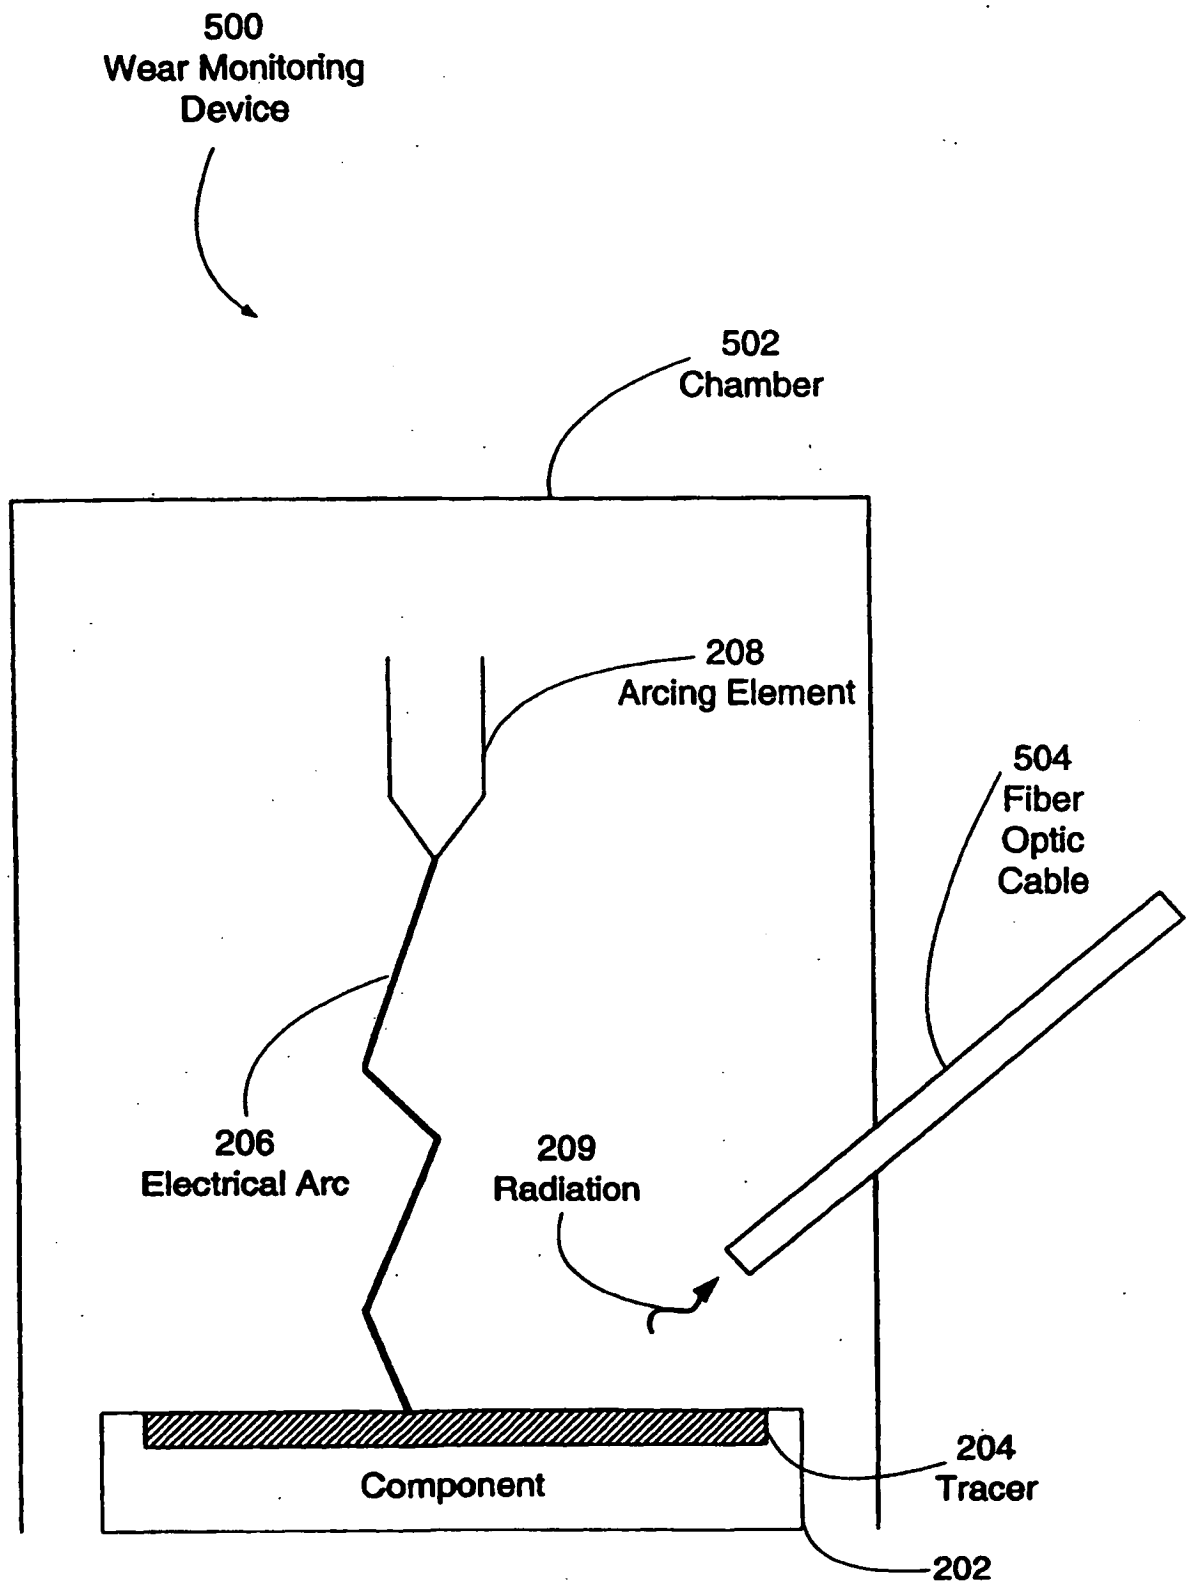 500
Wear Monitoring
Device
502
Chamber
208
Arcing Element
504
Fiber
Optic
Cable
206
Electrical Arc
209
Radiation
204
Tracer
Component
202